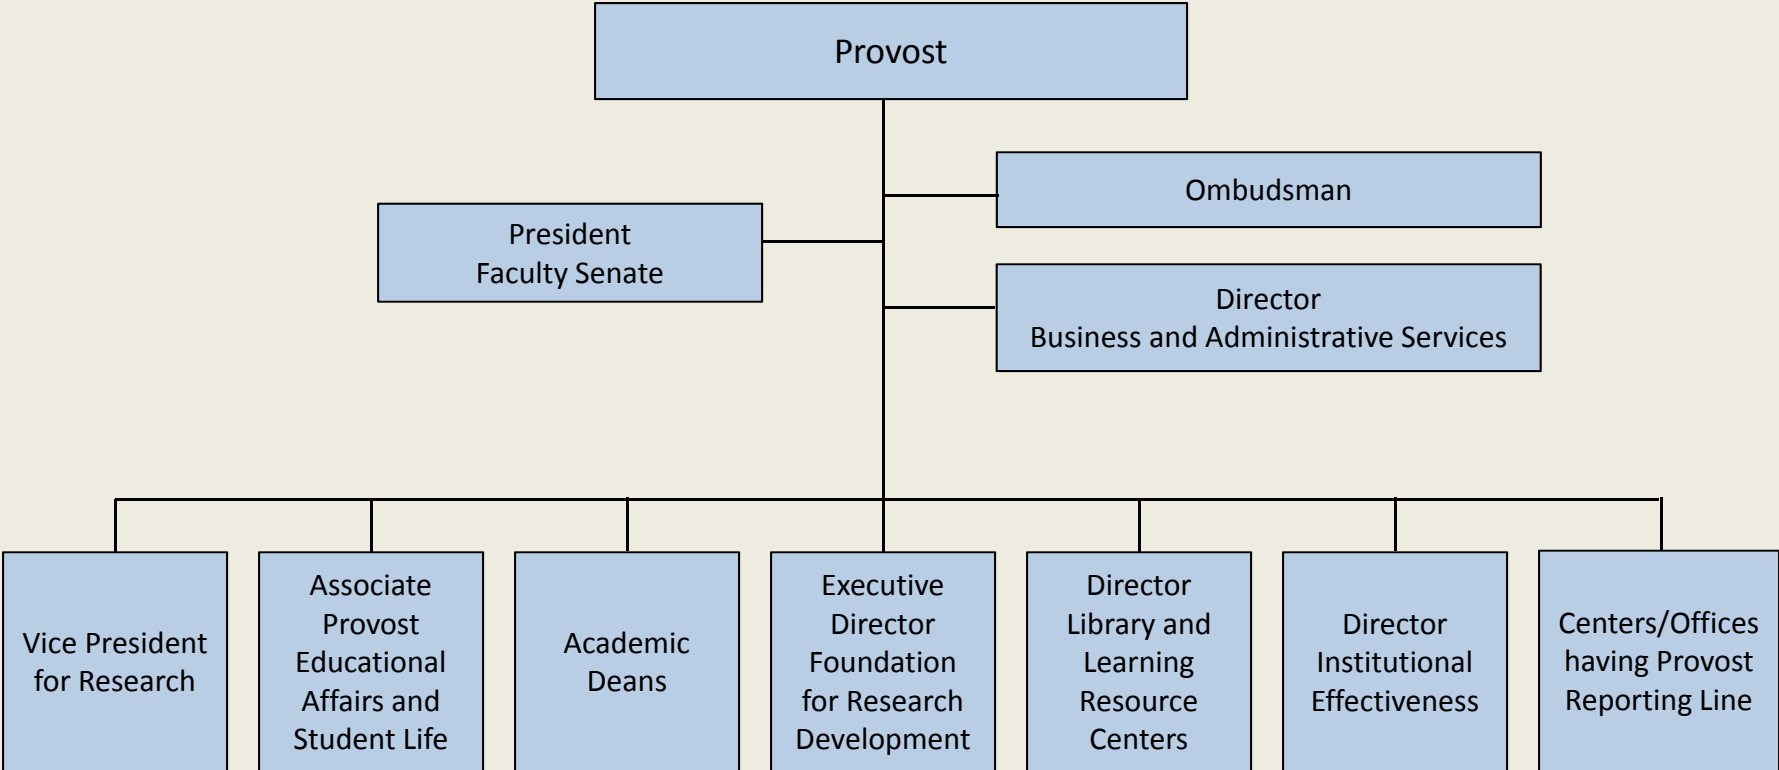 Provost
Ombudsman
President
Faculty Senate
Director
Business and Administrative Services
Vice President
for Research
Associate
Provost
Educational
Affairs and
Student Life
Academic
Deans
Executive
Director
Foundation
for Research
Development
Director
Library and
Learning
Resource
Centers
Director
Institutional
Effectiveness
Centers/Offices
having Provost
Reporting Line